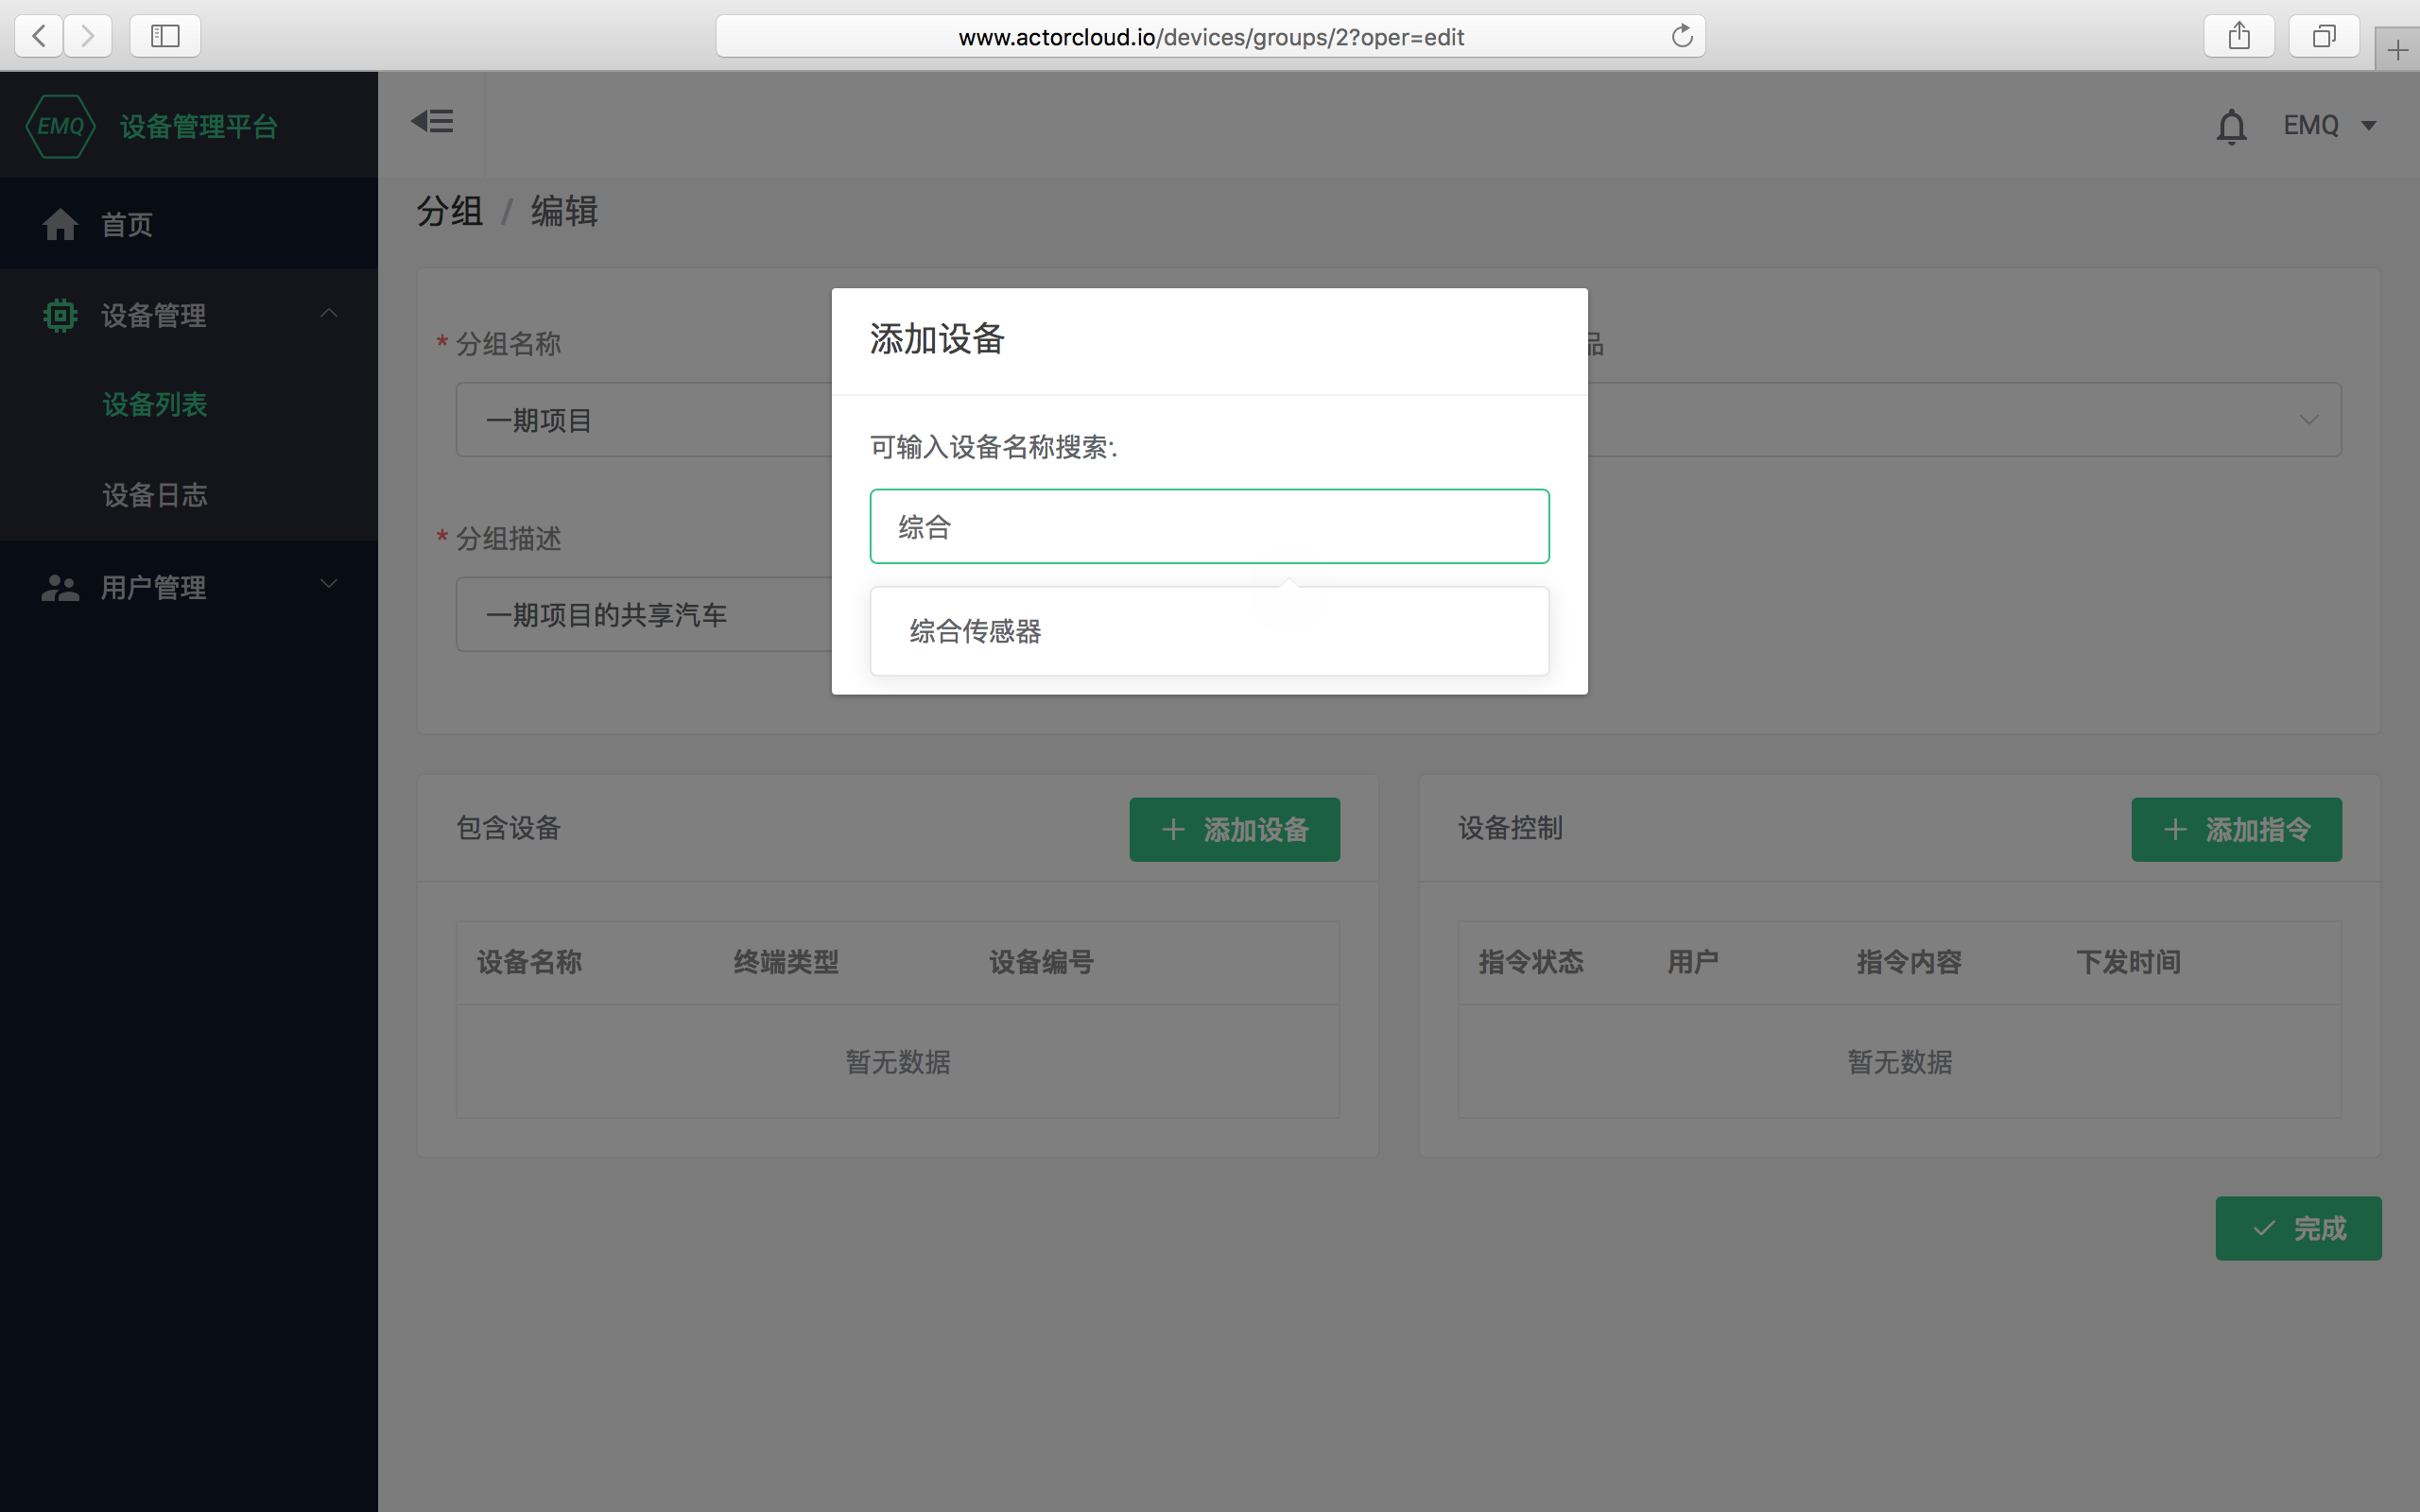 www.actorcloud.io/devices/groups/2?oper=edit
EMQ 设备管理平台
EMQ
首页
设备管理
设备列表
设备日志
用户管理
分组 / 编辑
* 分组名称
品
一期项目
* 分组描述
一期项目的共享汽车
添加设备
可输入设备名称搜索:
综合
综合传感器
包含设备
+ 添加设备
设备名称 终端类型 设备编号
暂无数据
设备控制
+ 添加指令
指令状态 用户 指令内容 下发时间
暂无数据
完成